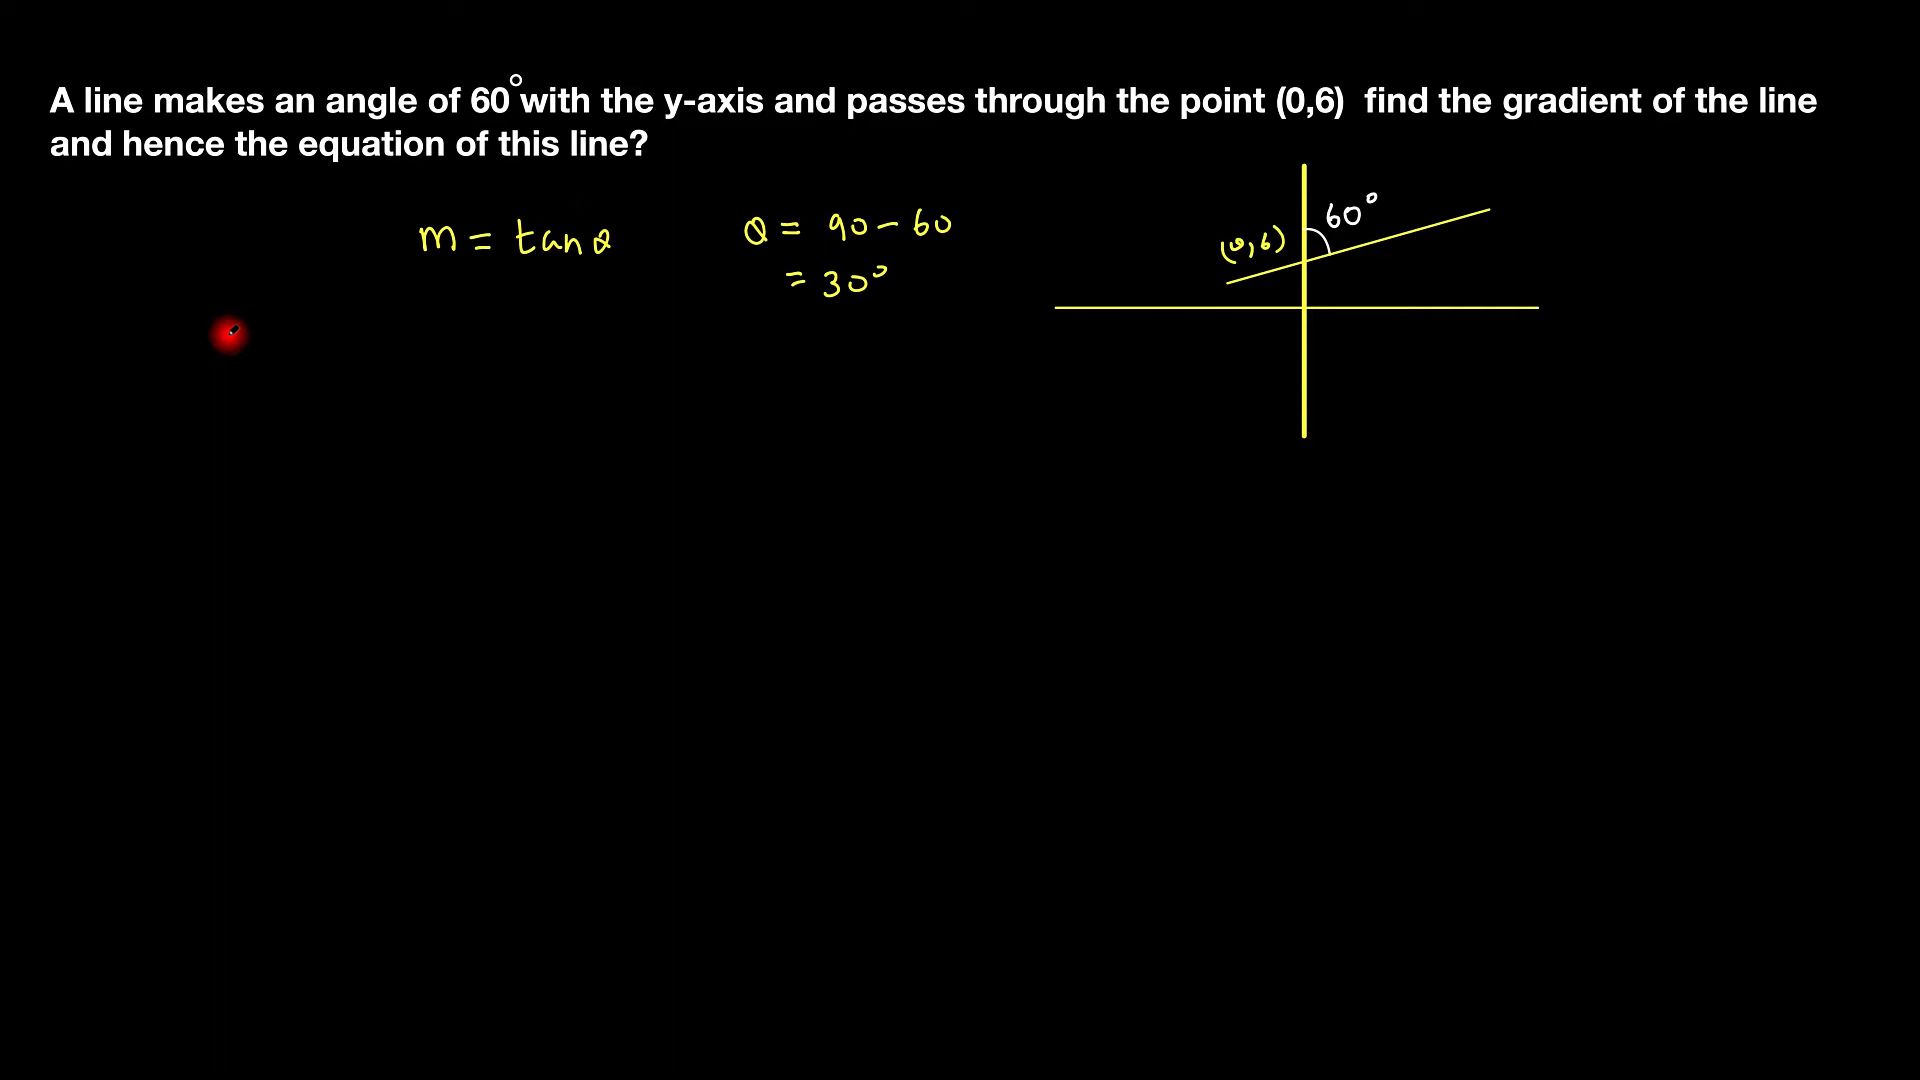 A line makes an angle of 60° with the y-axis and passes through the point (0,6) find the gradient of the line
and hence the equation of this line?
m = tan θ
θ = 90 - 60
= 30°
60°
(0,6)